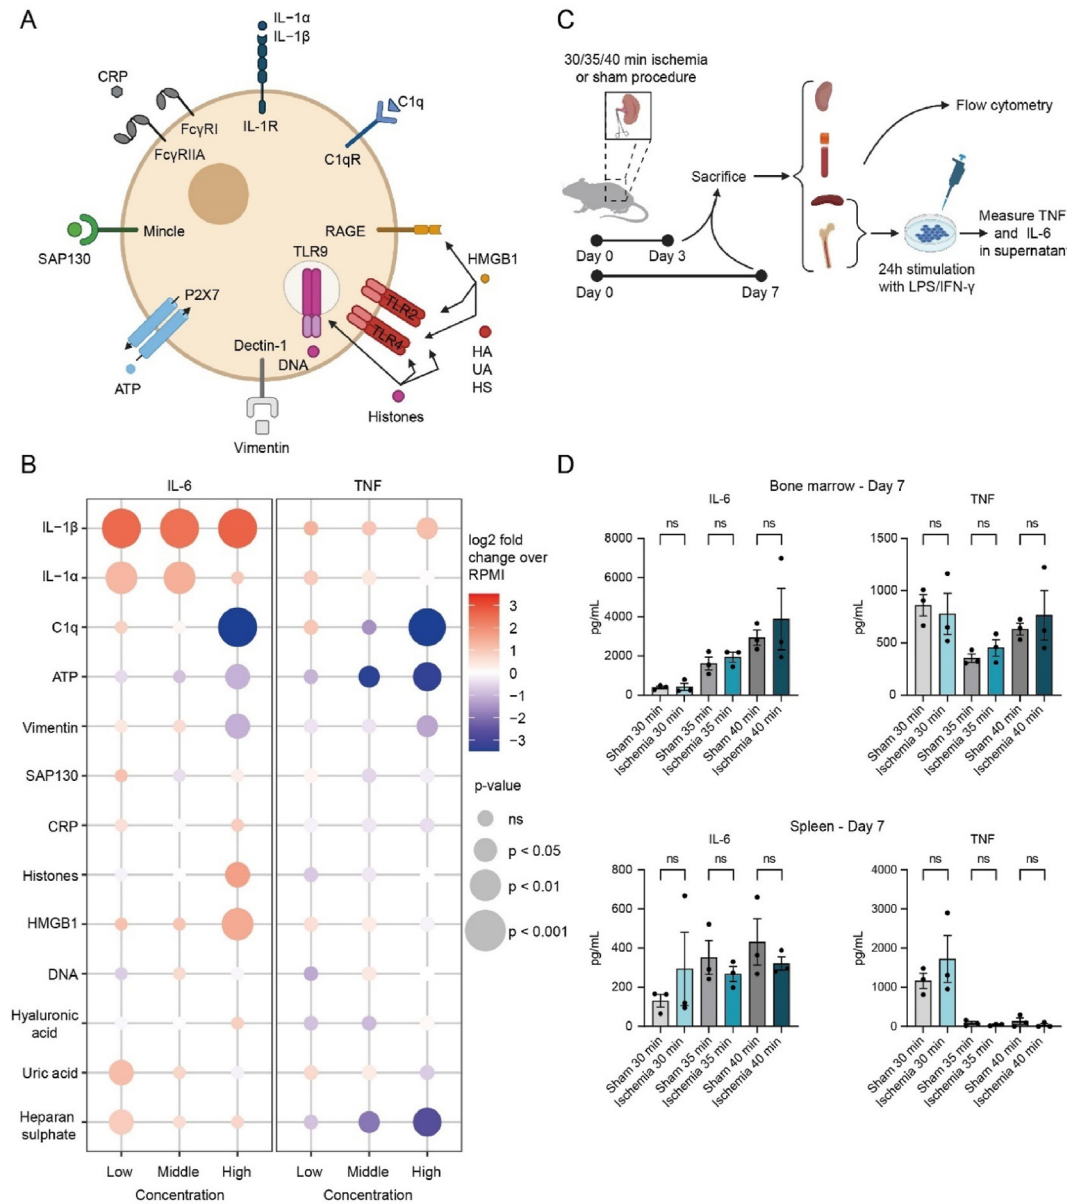 A
IL-1α
IL-1β
CRP
FcγRI
FcγRIIA
IL-1R
C1q
C1qR
Mincle
SAP130
RAGE
TLR9
HMGB1
P2X7
TLR2
TLR4
Dectin-1
DNA
ATP
HA
UA
HS
Histones
Vimentin
B
IL-6
TNF
IL-1β
IL-1α
C1q
ATP
Vimentin
SAP130
CRP
Histones
HMGB1
DNA
Hyaluronic
acid
Uric acid
Heparan
sulphate
Low
Middle
High
Low
Middle
High
Concentration
Concentration
log2 fold
change over
RPMI
3
2
1
0
−1
−2
−3
p-value
ns
p < 0.05
p < 0.01
p < 0.001
C
30/35/40 min ischemia
or sham procedure
Sacrifice
Flow cytometry
Day 0
Day 3
Day 0
Day 7
24h stimulation
with LPS/IFN-γ
Measure TNF
and IL-6
in supernatant
D
Bone marrow - Day 7
IL-6
ns
ns
ns
pg/mL
8000
6000
4000
2000
0
Sham 30 min
Ischemia 30 min
Sham 35 min
Ischemia 35 min
Sham 40 min
Ischemia 40 min
TNF
ns
ns
ns
pg/mL
1500
1000
500
0
Sham 30 min
Ischemia 30 min
Sham 35 min
Ischemia 35 min
Sham 40 min
Ischemia 40 min
Spleen - Day 7
IL-6
ns
ns
ns
pg/mL
800
600
400
200
0
Sham 30 min
Ischemia 30 min
Sham 35 min
Ischemia 35 min
Sham 40 min
Ischemia 40 min
TNF
ns
ns
ns
pg/mL
4000
3000
2000
1000
0
Sham 30 min
Ischemia 30 min
Sham 35 min
Ischemia 35 min
Sham 40 min
Ischemia 40 min